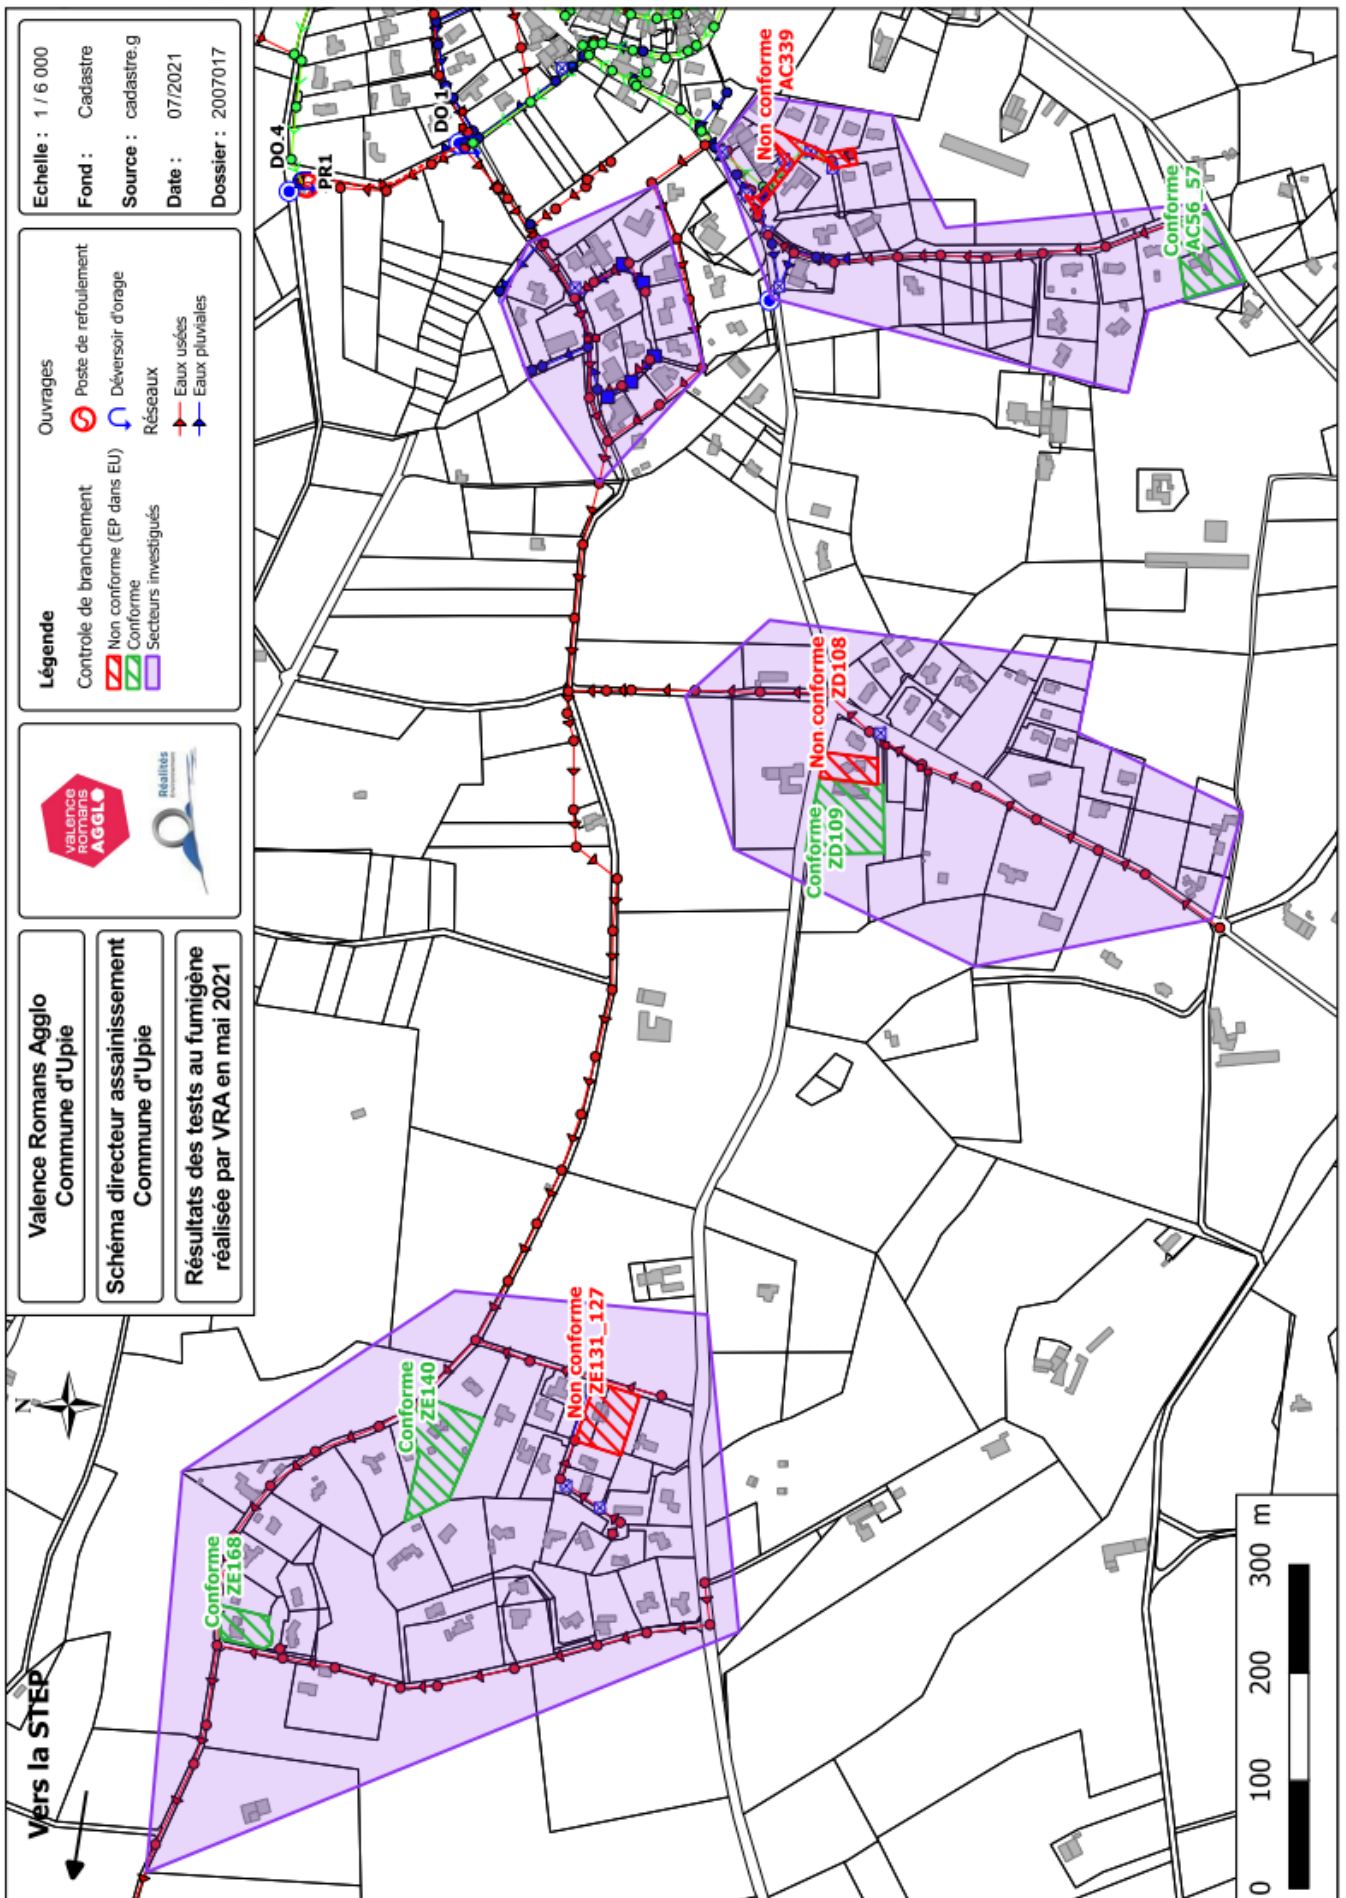 Valence Romans Agglo
Commune d'Upie
Schéma directeur assainissement
Commune d'Upie
Résultats des tests au fumigène
réalisée par VRA en mai 2021
valence
romans
AGGLO
Réalités
Environnement
Légende
Controle de branchement
Non conforme (EP dans EU)
Conforme
Secteurs investigués
Ouvrages
Poste de refoulement
Déversoir d'orage
Réseaux
Eaux usées
Eaux pluviales
Echelle : 1 / 6 000
Fond : Cadastre
Source : cadastre.g
Date : 07/2021
Dossier : 2007017
N
Vers la STEP
DO 4
PR1
DO 1
Conforme
ZE168
Conforme
ZE140
Non conforme
ZE131_127
Conforme
ZD109
Non conforme
ZD108
Non conforme
AC339
Conforme
AC56_57
0 100 200 300 m